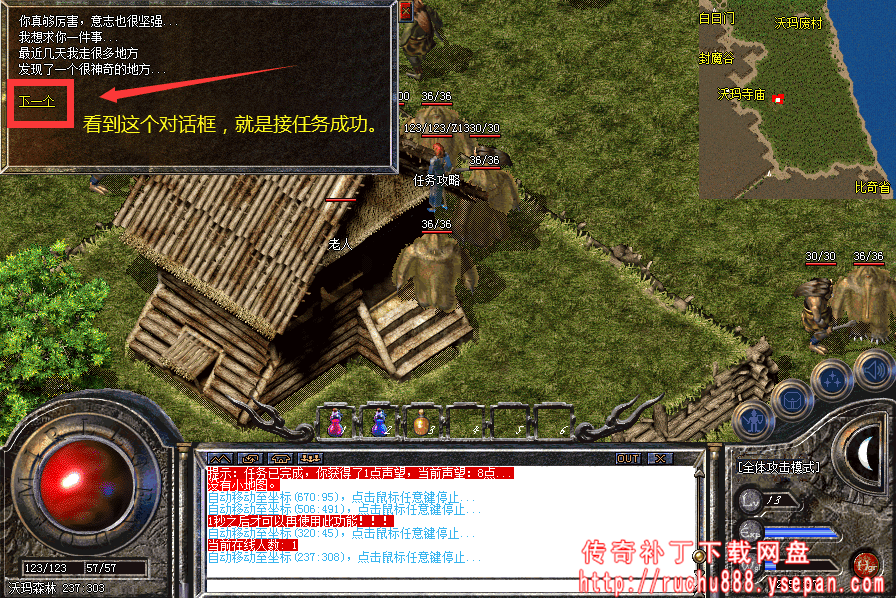 你真够厉害，意志也很坚强...
我想求你一件事...
最近几天我走很多地方
发现了一个很神奇的地方...
下一个
看到这个对话框，就是接任务成功。
白日门
沃玛废村
封魔谷
沃玛寺庙
比奇省
36/36
123/123/Z13
30/30
36/36
任务攻略
36/36
老人
30/30
36/36
OUT
提示: 任务已完成，你获得了1点声望，当前声望: 8点...
没有小地图。
自动移动至坐标(670:95)，点击鼠标任意键停止...
自动移动至坐标(506:491)，点击鼠标任意键停止...
1秒之后才可以再使用此功能！！！
自动移动至坐标(320:45)，点击鼠标任意键停止...
当前在线人数: 1
自动移动至坐标(237:308)，点击鼠标任意键停止...
[全体攻击模式]
Lv 13
Exp
123/123
57/57
沃玛森林 237:303
传奇补丁下载网盘
http://ruchu888.ysepan.com